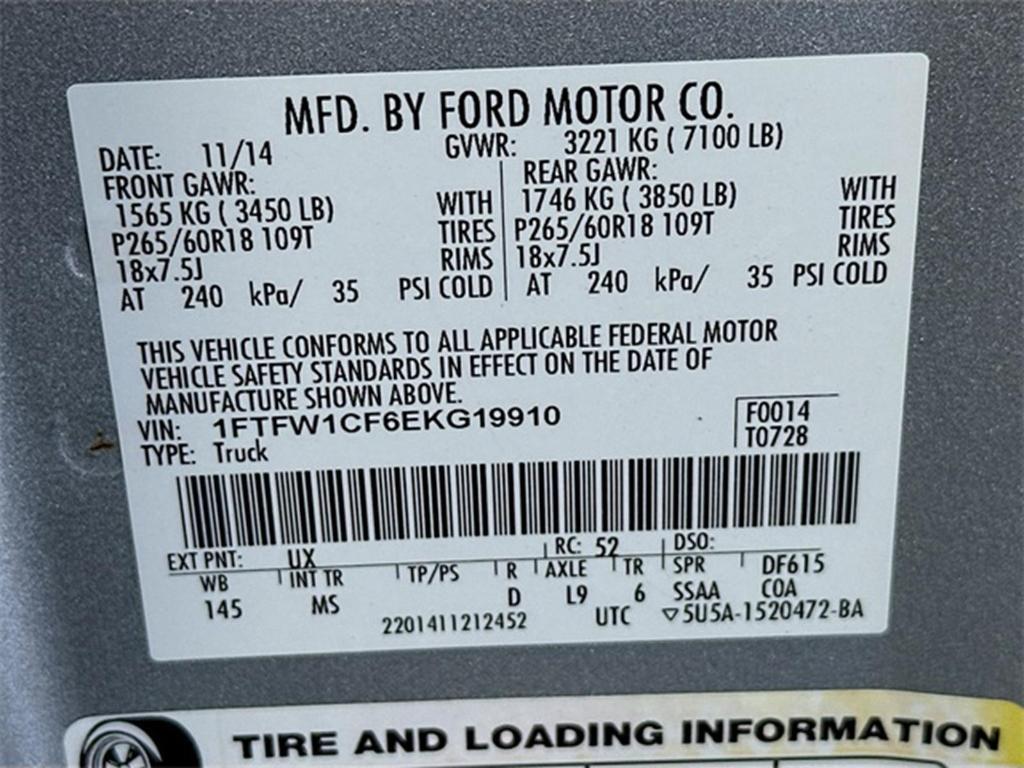 MFD. BY FORD MOTOR CO.
DATE: 11/14 GVWR: 3221 KG ( 7100 LB)
FRONT GAWR: REAR GAWR:
1565 KG ( 3450 LB) WITH 1746 KG ( 3850 LB) WITH
P265/60R18 109T TIRES P265/60R18 109T TIRES
18x7.5J RIMS 18x7.5J RIMS
AT 240 kPa/ 35 PSI COLD AT 240 kPa/ 35 PSI COLD
THIS VEHICLE CONFORMS TO ALL APPLICABLE FEDERAL MOTOR
VEHICLE SAFETY STANDARDS IN EFFECT ON THE DATE OF
MANUFACTURE SHOWN ABOVE.
VIN: 1FTFW1CF6EKG19910 F0014
TYPE: Truck T0728
EXT PNT: UX RC: 52 DSO:
WB INT TR TP/PS R AXLE TR SPR DF615
145 MS D L9 6 SSAA COA
2201411212452 UTC ▽5U5A-1520472-BA
TIRE AND LOADING INFORMATION